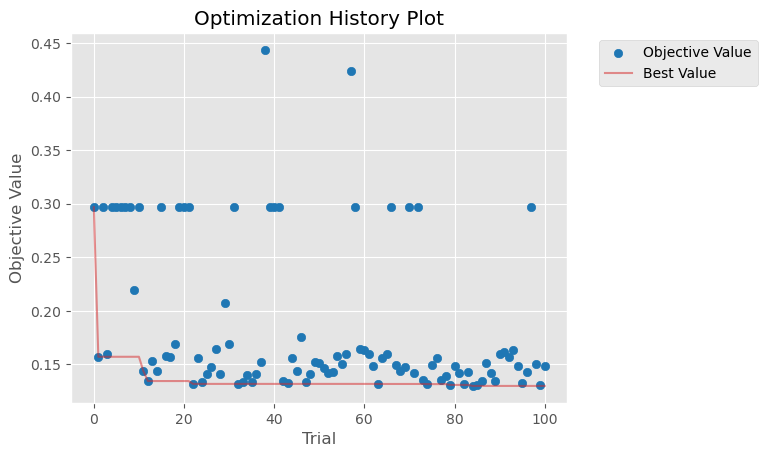 Optimization History Plot
Objective Value
Best Value
Objective Value
0.45
0.40
0.35
0.30
0.25
0.20
0.15
0 20 40 60 80 100
Trial